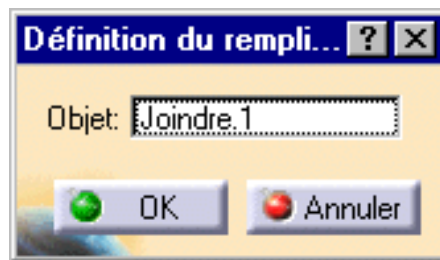 Définition du rempli... ? X
Objet: Joindre.1
OK Annuler